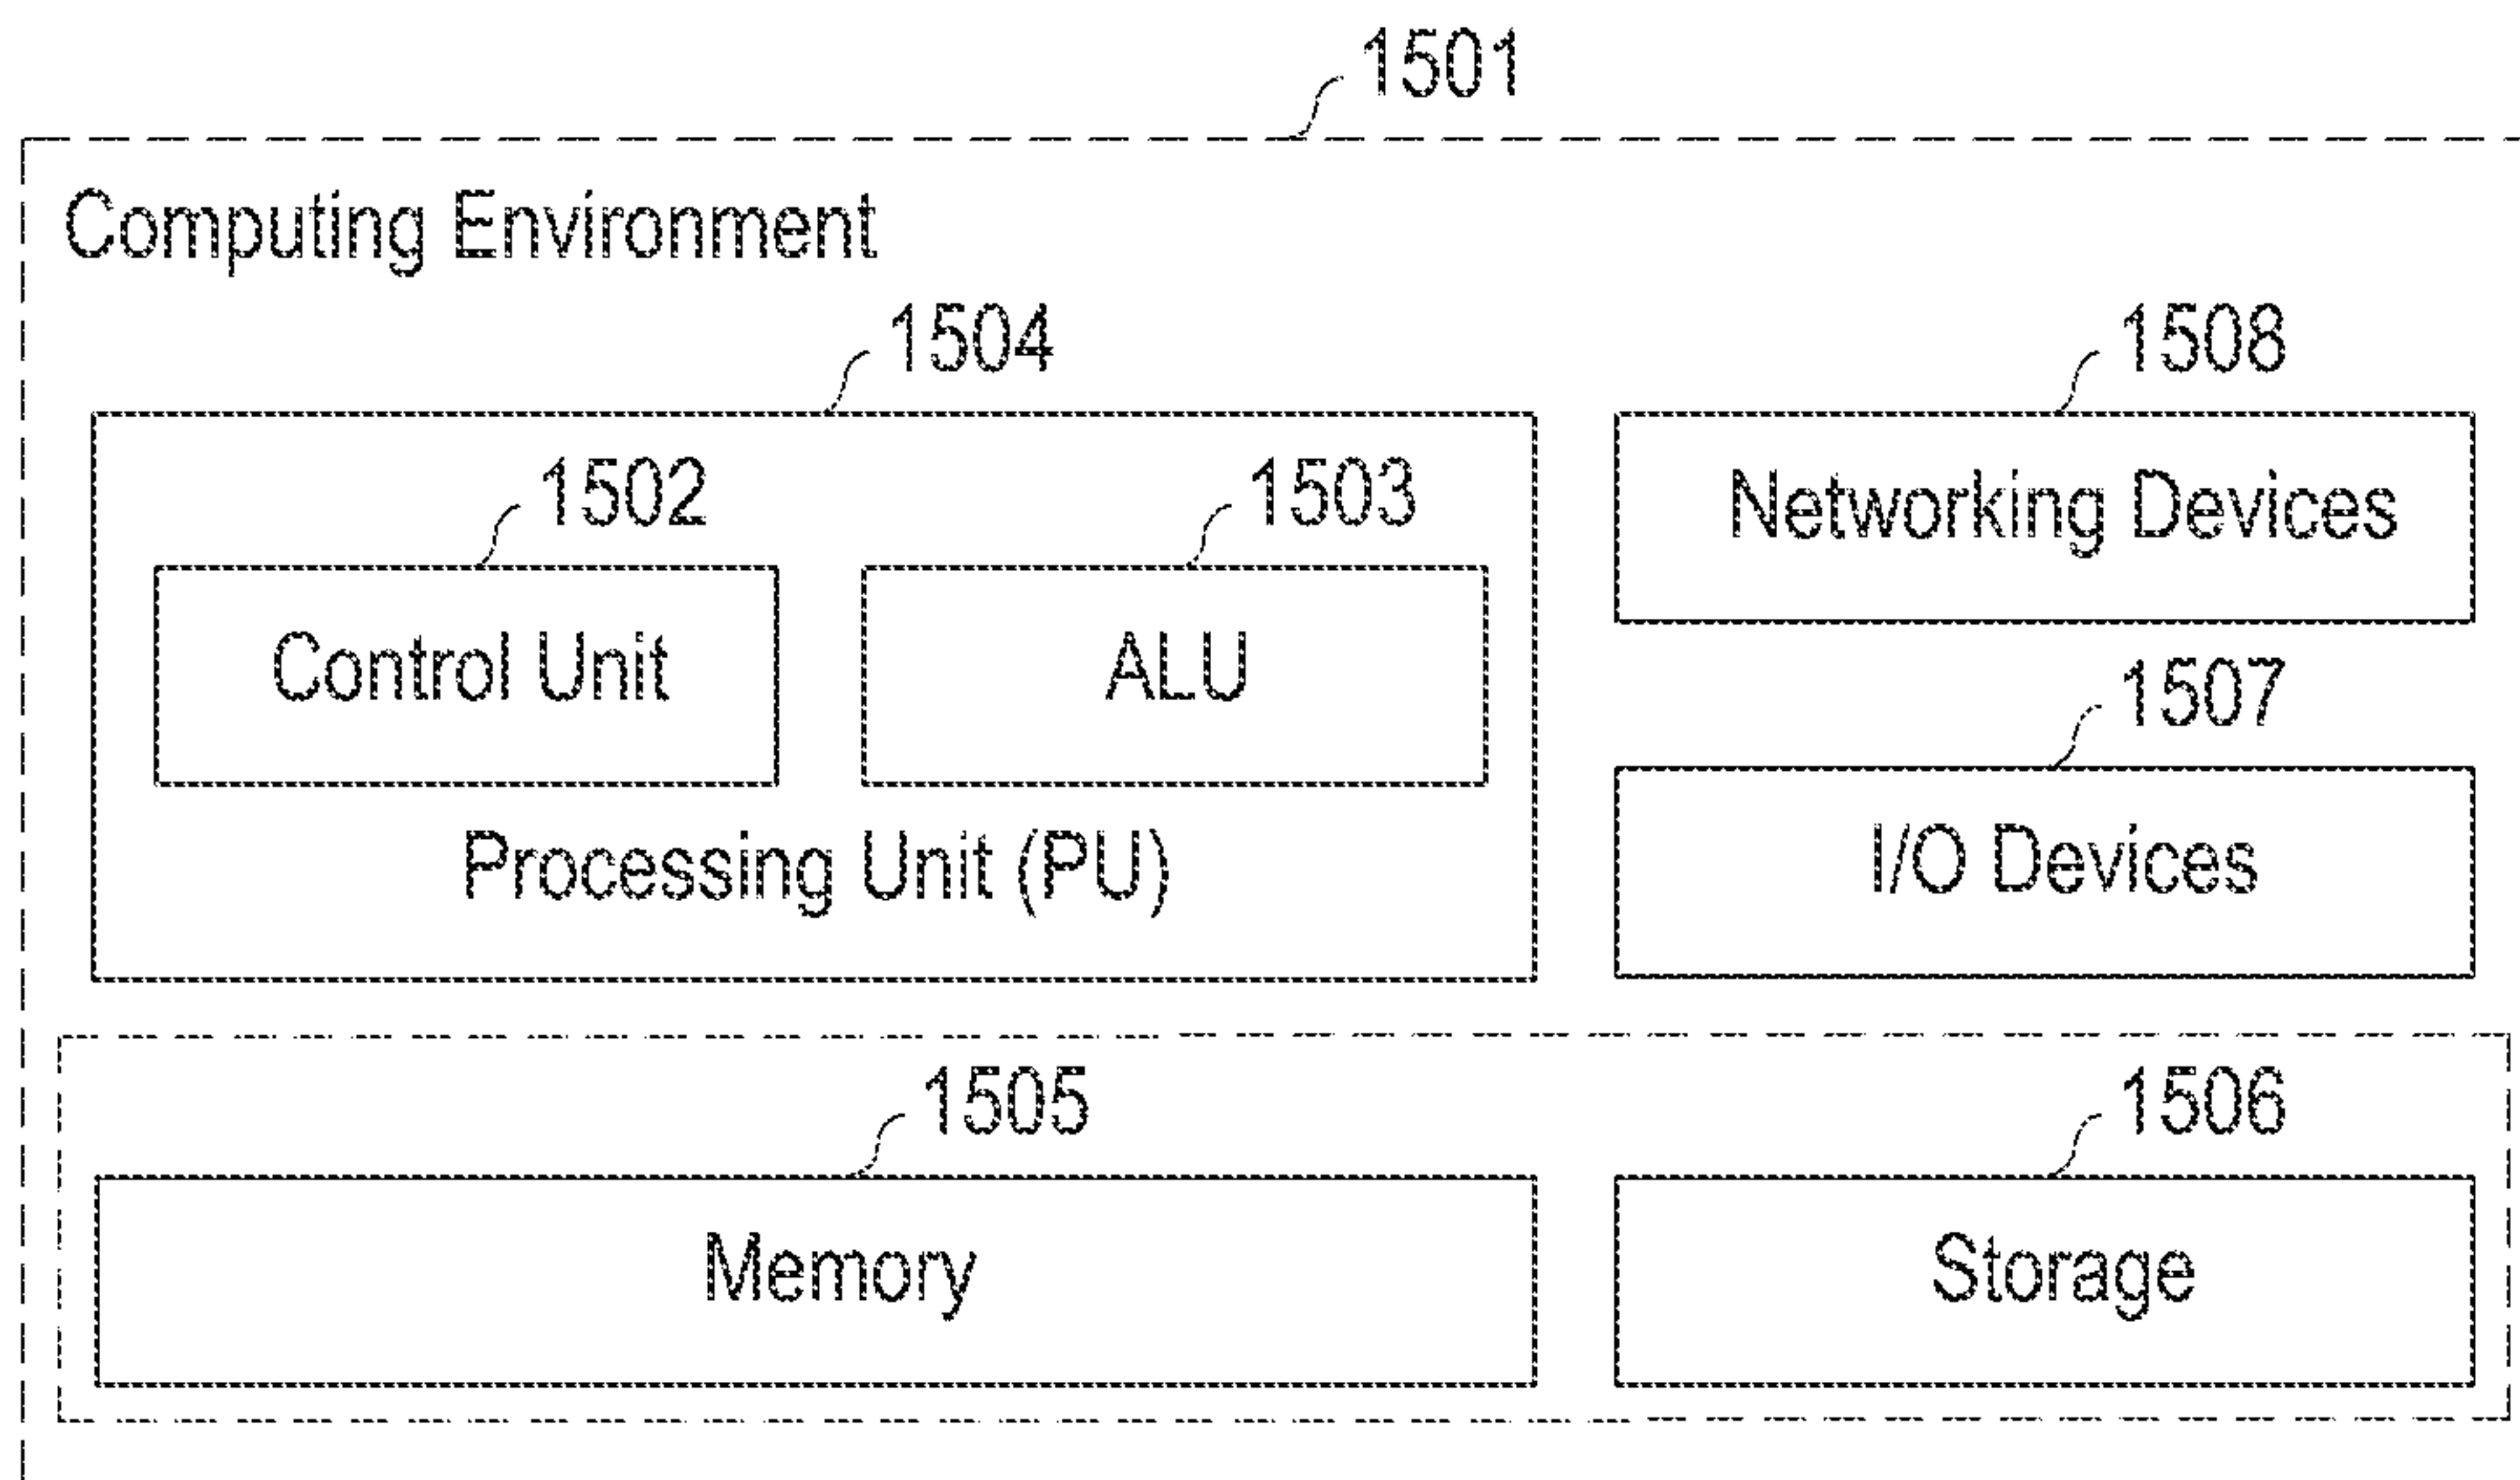 1501
Computing Environment
1504
1508
1502
1503
Networking Devices
Control Unit
ALU
1507
Processing Unit (PU)
I/O Devices
1505
1506
Memory
Storage